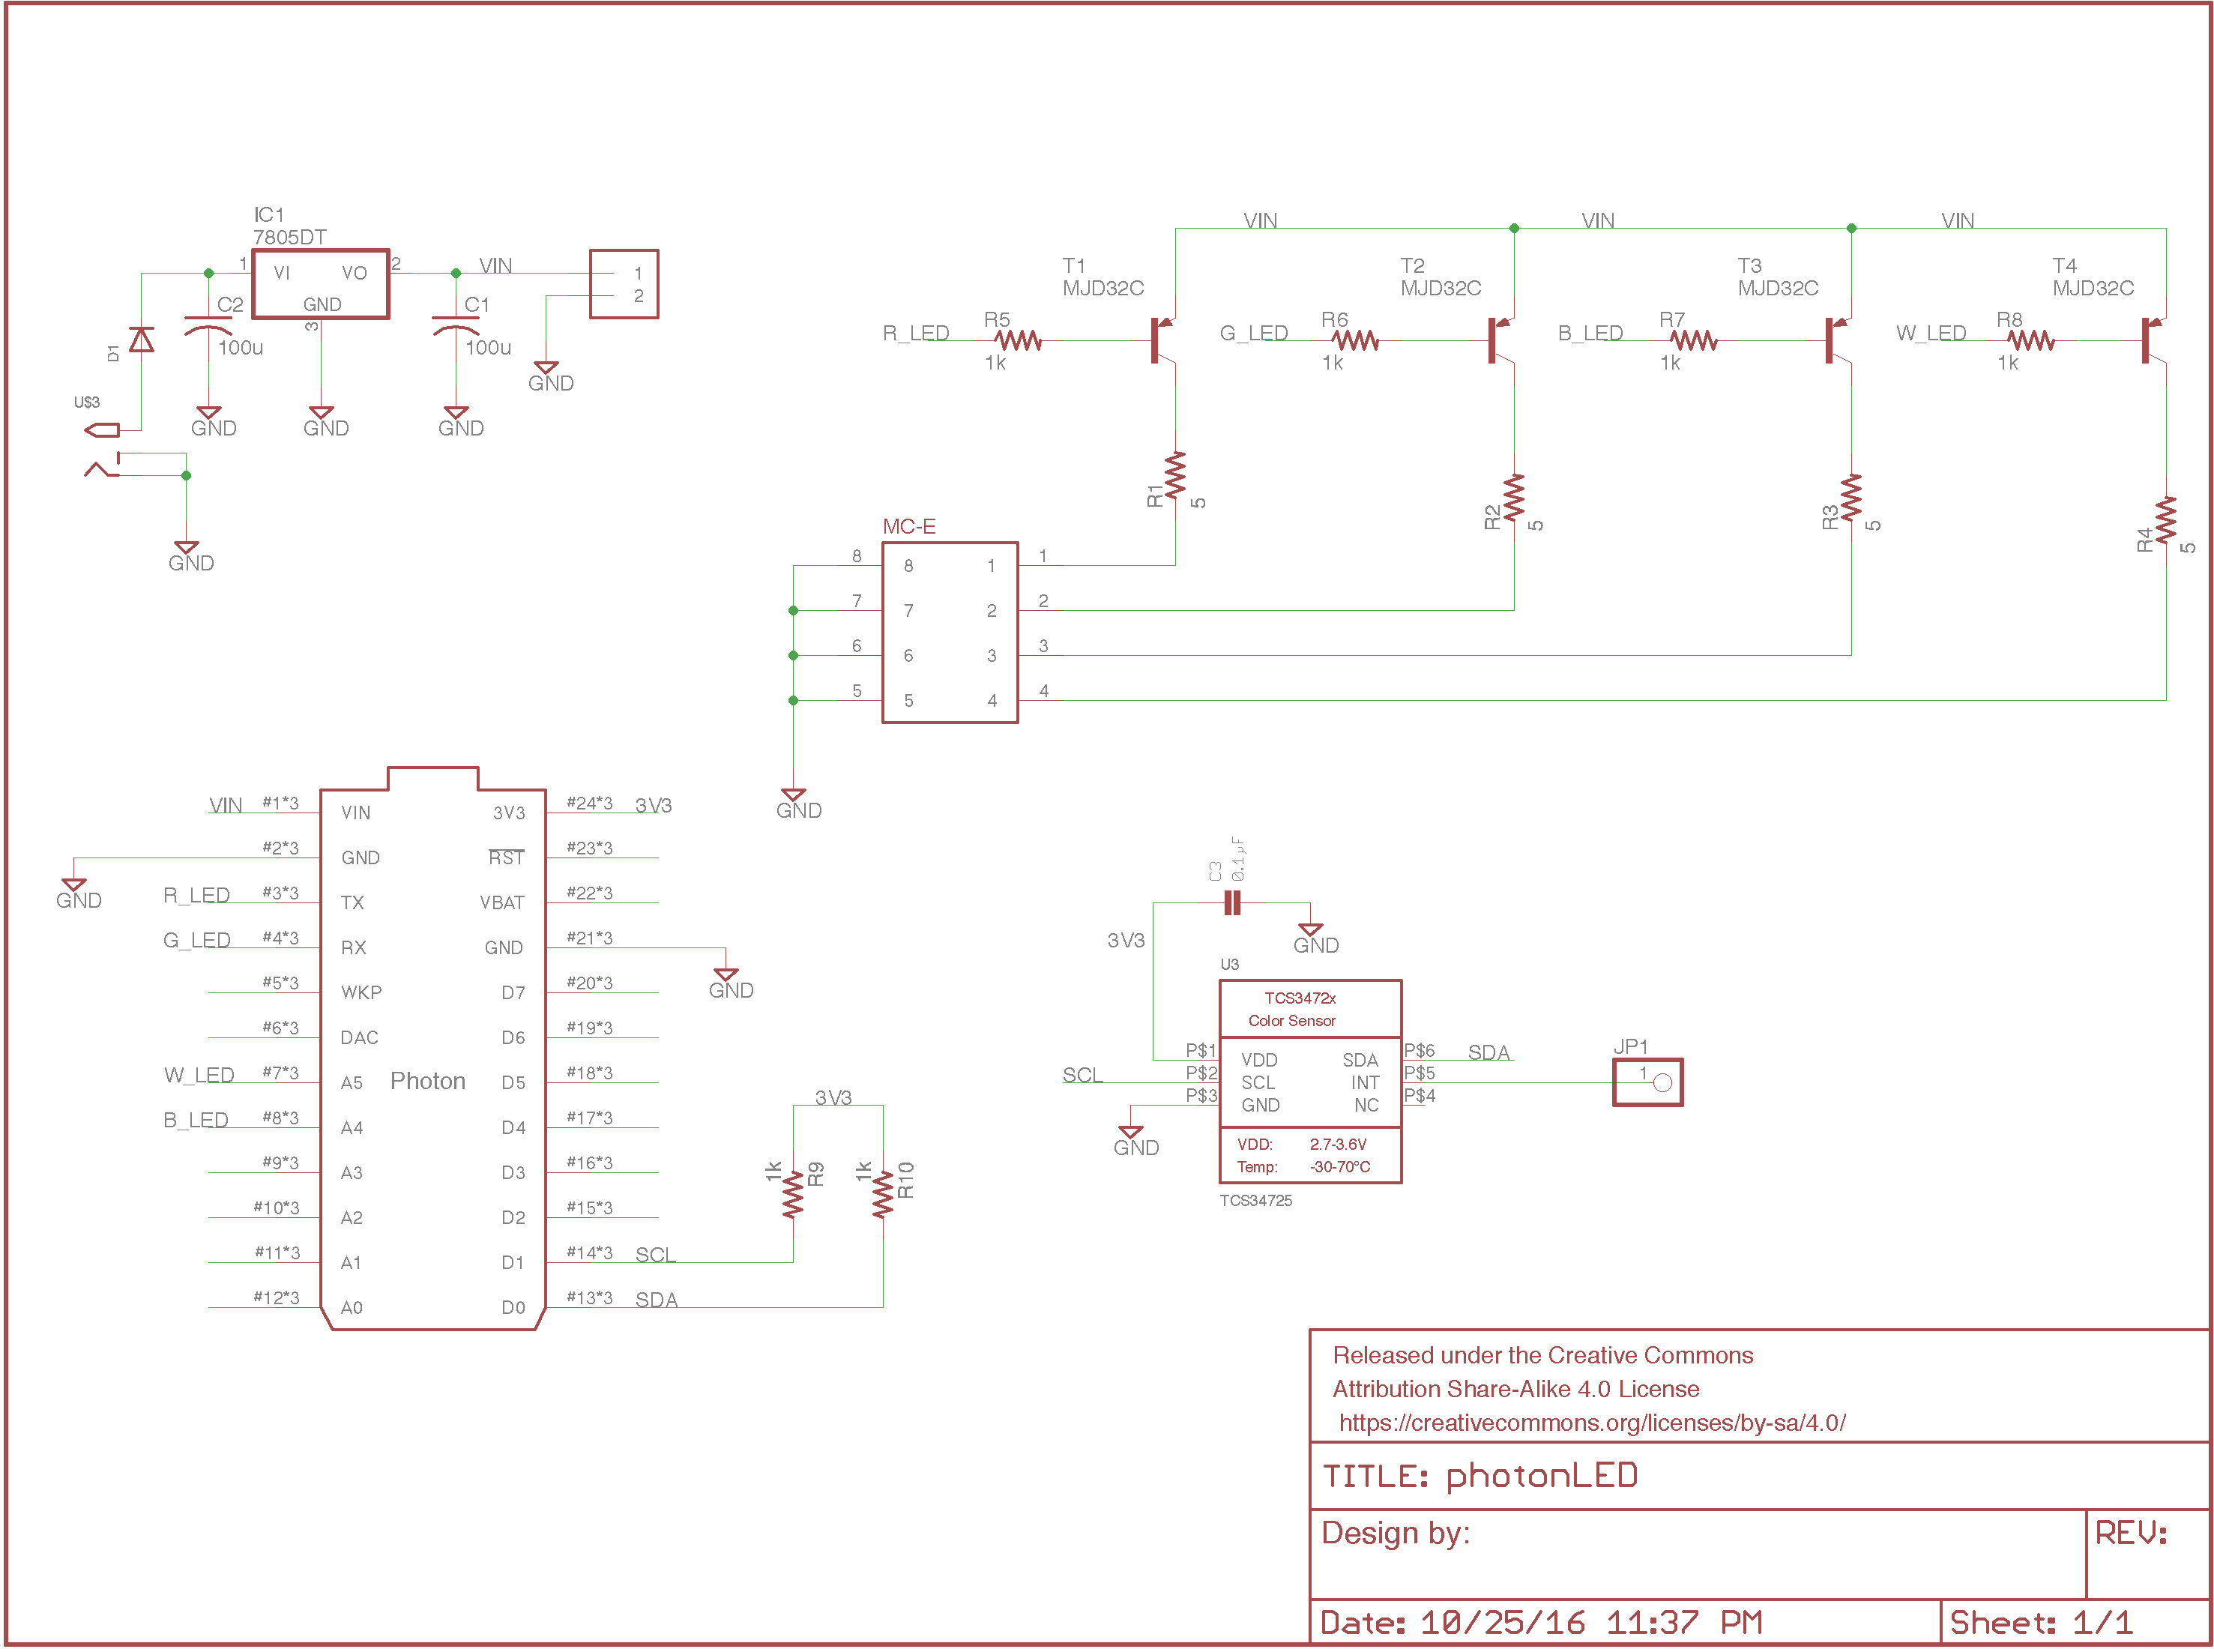 IC1
7805DT
1
VI
VO
2
GND
3
C2
100u
C1
100u
VIN
1
2
GND
D1
U$3
GND
GND
GND
GND
VIN
VIN
VIN
T1
MJD32C
T2
MJD32C
T3
MJD32C
T4
MJD32C
R_LED
R5
1k
G_LED
R6
1k
B_LED
R7
1k
W_LED
R8
1k
R1
5
R2
5
R3
5
R4
5
MC-E
8 8 1 1
7 7 2 2
6 6 3 3
5 5 4 4
GND
VIN #1*3 VIN 3V3 #24*3 3V3
#2*3 GND RST #23*3
GND
R_LED #3*3 TX VBAT #22*3
G_LED #4*3 RX GND #21*3
GND
#5*3 WKP D7 #20*3
#6*3 DAC D6 #19*3
W_LED #7*3 A5 Photon D5 #18*3
B_LED #8*3 A4 D4 #17*3
#9*3 A3 D3 #16*3
#10*3 A2 D2 #15*3
#11*3 A1 D1 #14*3 SCL
#12*3 A0 D0 #13*3 SDA
3V3
1k
R9
1k
R10
C3
0.1µF
3V3
GND
U3
TCS3472x
Color Sensor
P$1 VDD SDA P$6 SDA
SCL P$2 SCL INT P$5
P$3 GND NC P$4
GND
VDD: 2.7-3.6V
Temp: -30-70°C
TCS34725
JP1
1
Released under the Creative Commons
Attribution Share-Alike 4.0 License
https://creativecommons.org/licenses/by-sa/4.0/
TITLE: photonLED
Design by:
REV:
Date: 10/25/16 11:37 PM
Sheet: 1/1